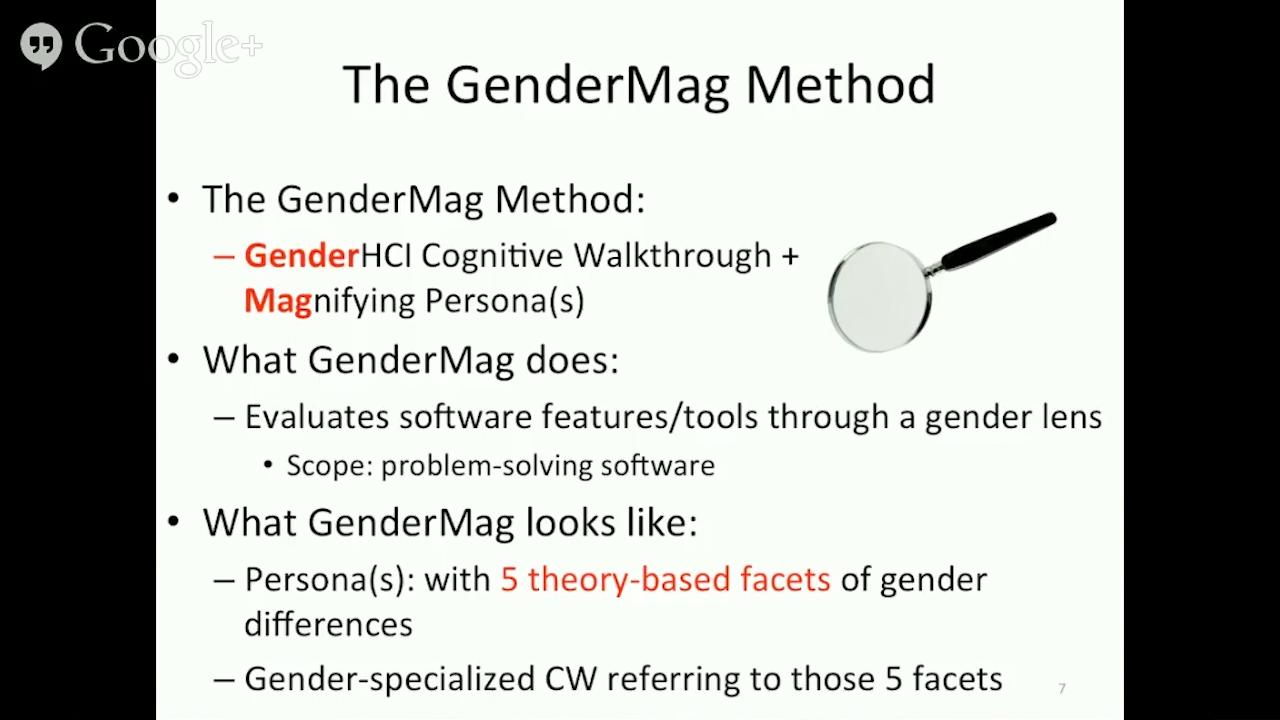 Google+
The GenderMag Method
• The GenderMag Method:
– GenderHCI Cognitive Walkthrough +
Magnifying Persona(s)
• What GenderMag does:
– Evaluates software features/tools through a gender lens
• Scope: problem-solving software
• What GenderMag looks like:
– Persona(s): with 5 theory-based facets of gender
differences
– Gender-specialized CW referring to those 5 facets
7